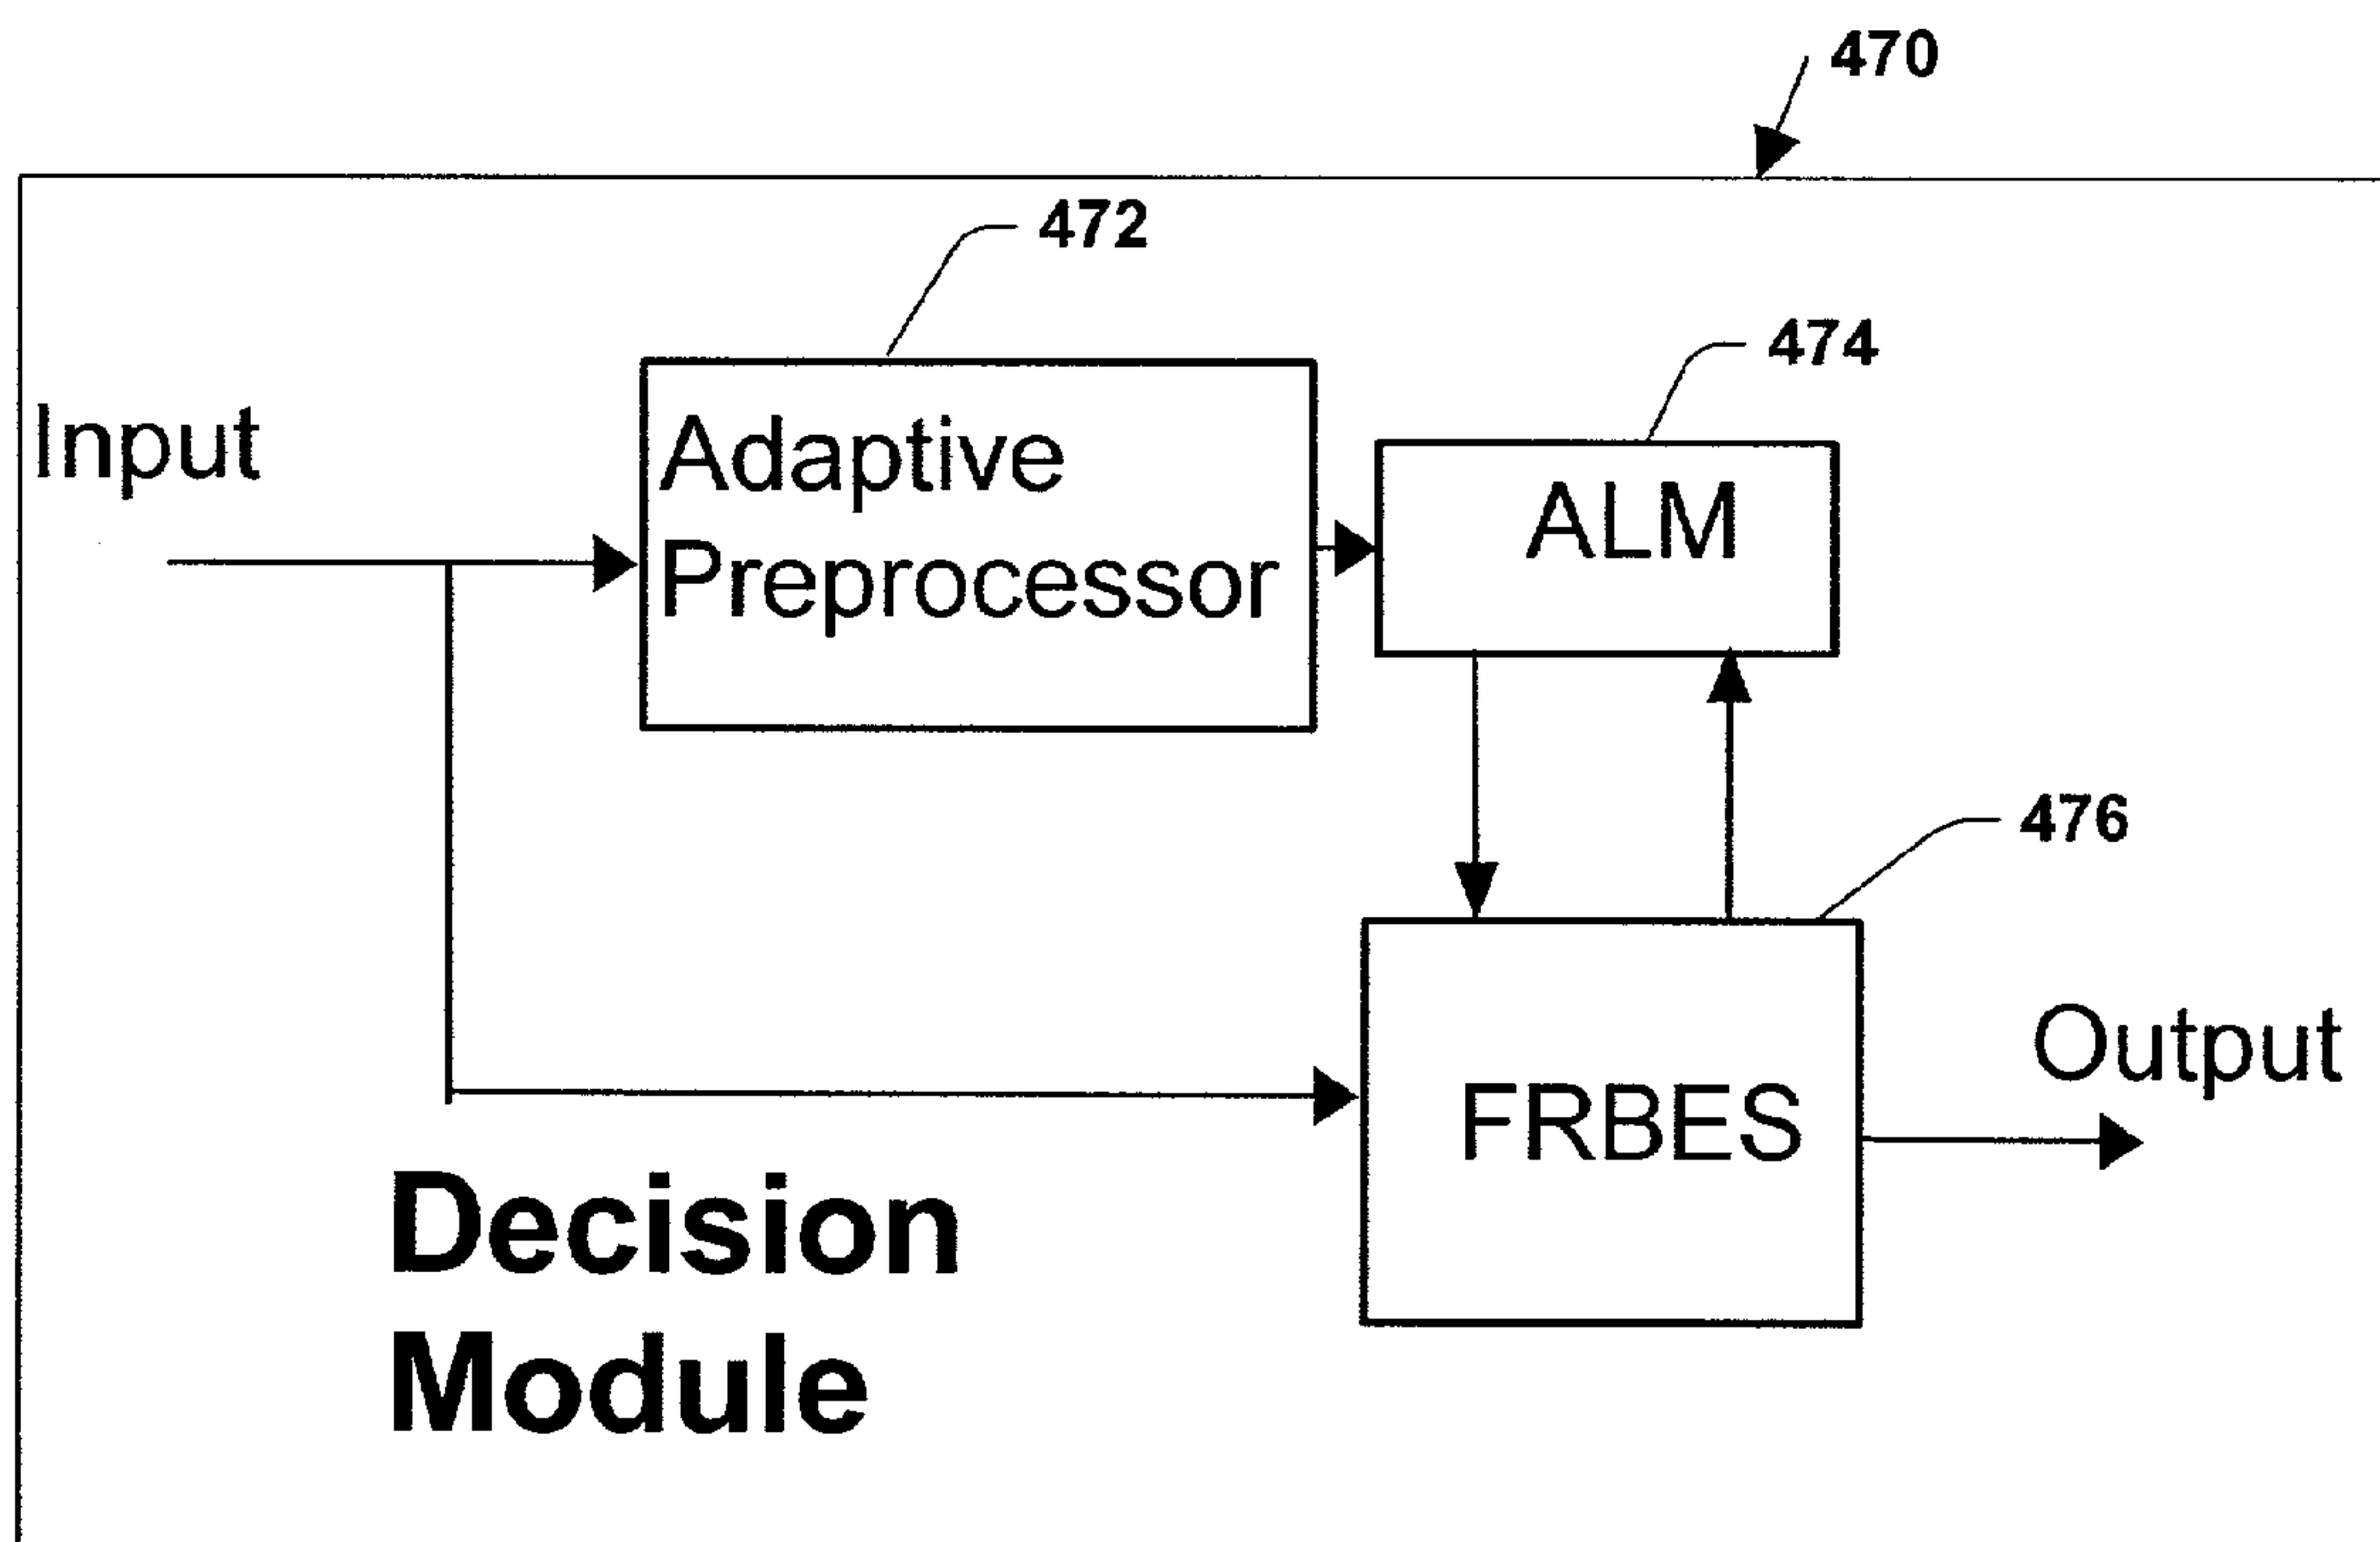 470
472
474
Input
Adaptive
Preprocessor
ALM
476
Output
FRBES
Decision
Module